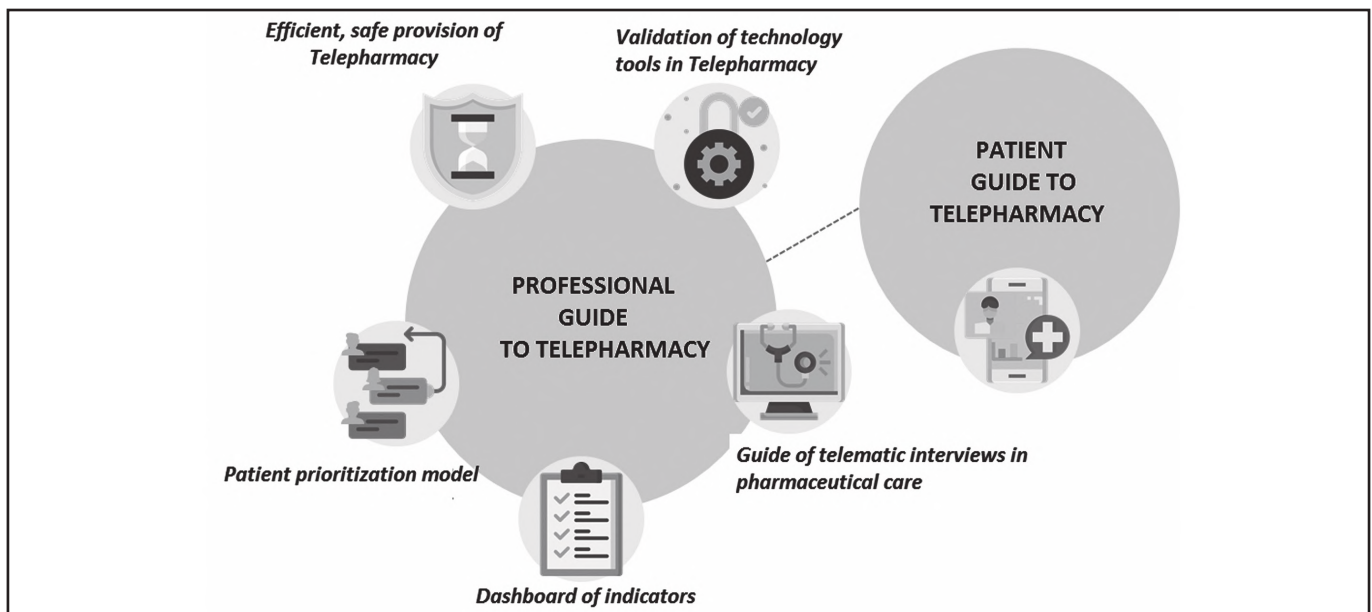 Efficient, safe provision of
Telepharmacy
Validation of technology
tools in Telepharmacy
PATIENT
GUIDE TO
TELEPHARMACY
PROFESSIONAL
GUIDE
TO TELEPHARMACY
Patient prioritization model
Guide of telematic interviews in
pharmaceutical care
Dashboard of indicators